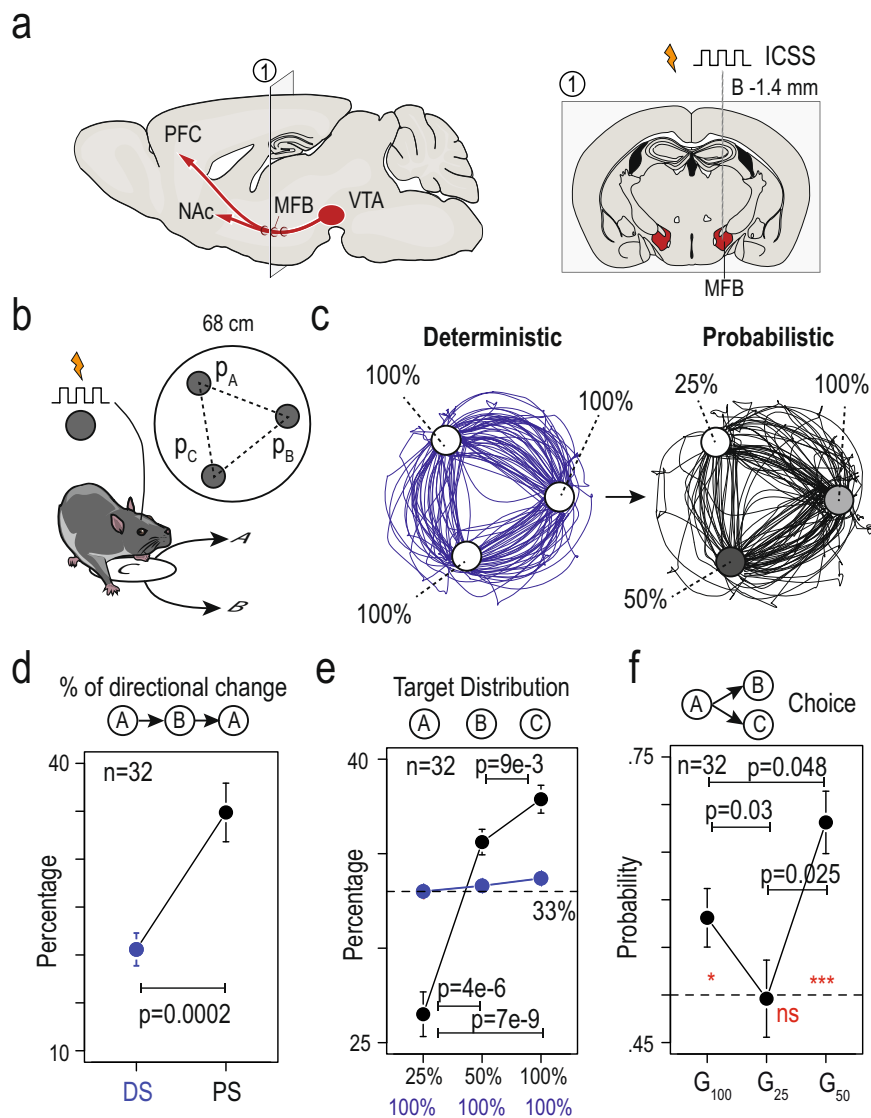 a
1
PFC
NAc
MFB
VTA
ICSS
1
B -1.4 mm
MFB
b
68 cm
pA
pB
pC
A
B
c
Deterministic
Probabilistic
100%
100%
100%
25%
100%
50%
d
% of directional change
A B A
40
n=32
Percentage
p=0.0002
10
DS PS
e
Target Distribution
A B C
40
n=32
p=9e-3
Percentage
33%
p=4e-6
p=7e-9
25
25% 50% 100%
100% 100% 100%
f
A B C Choice
.75
n=32
p=0.048
p=0.03
p=0.025
Probability
* ***
ns
.45
G100 G25 G50